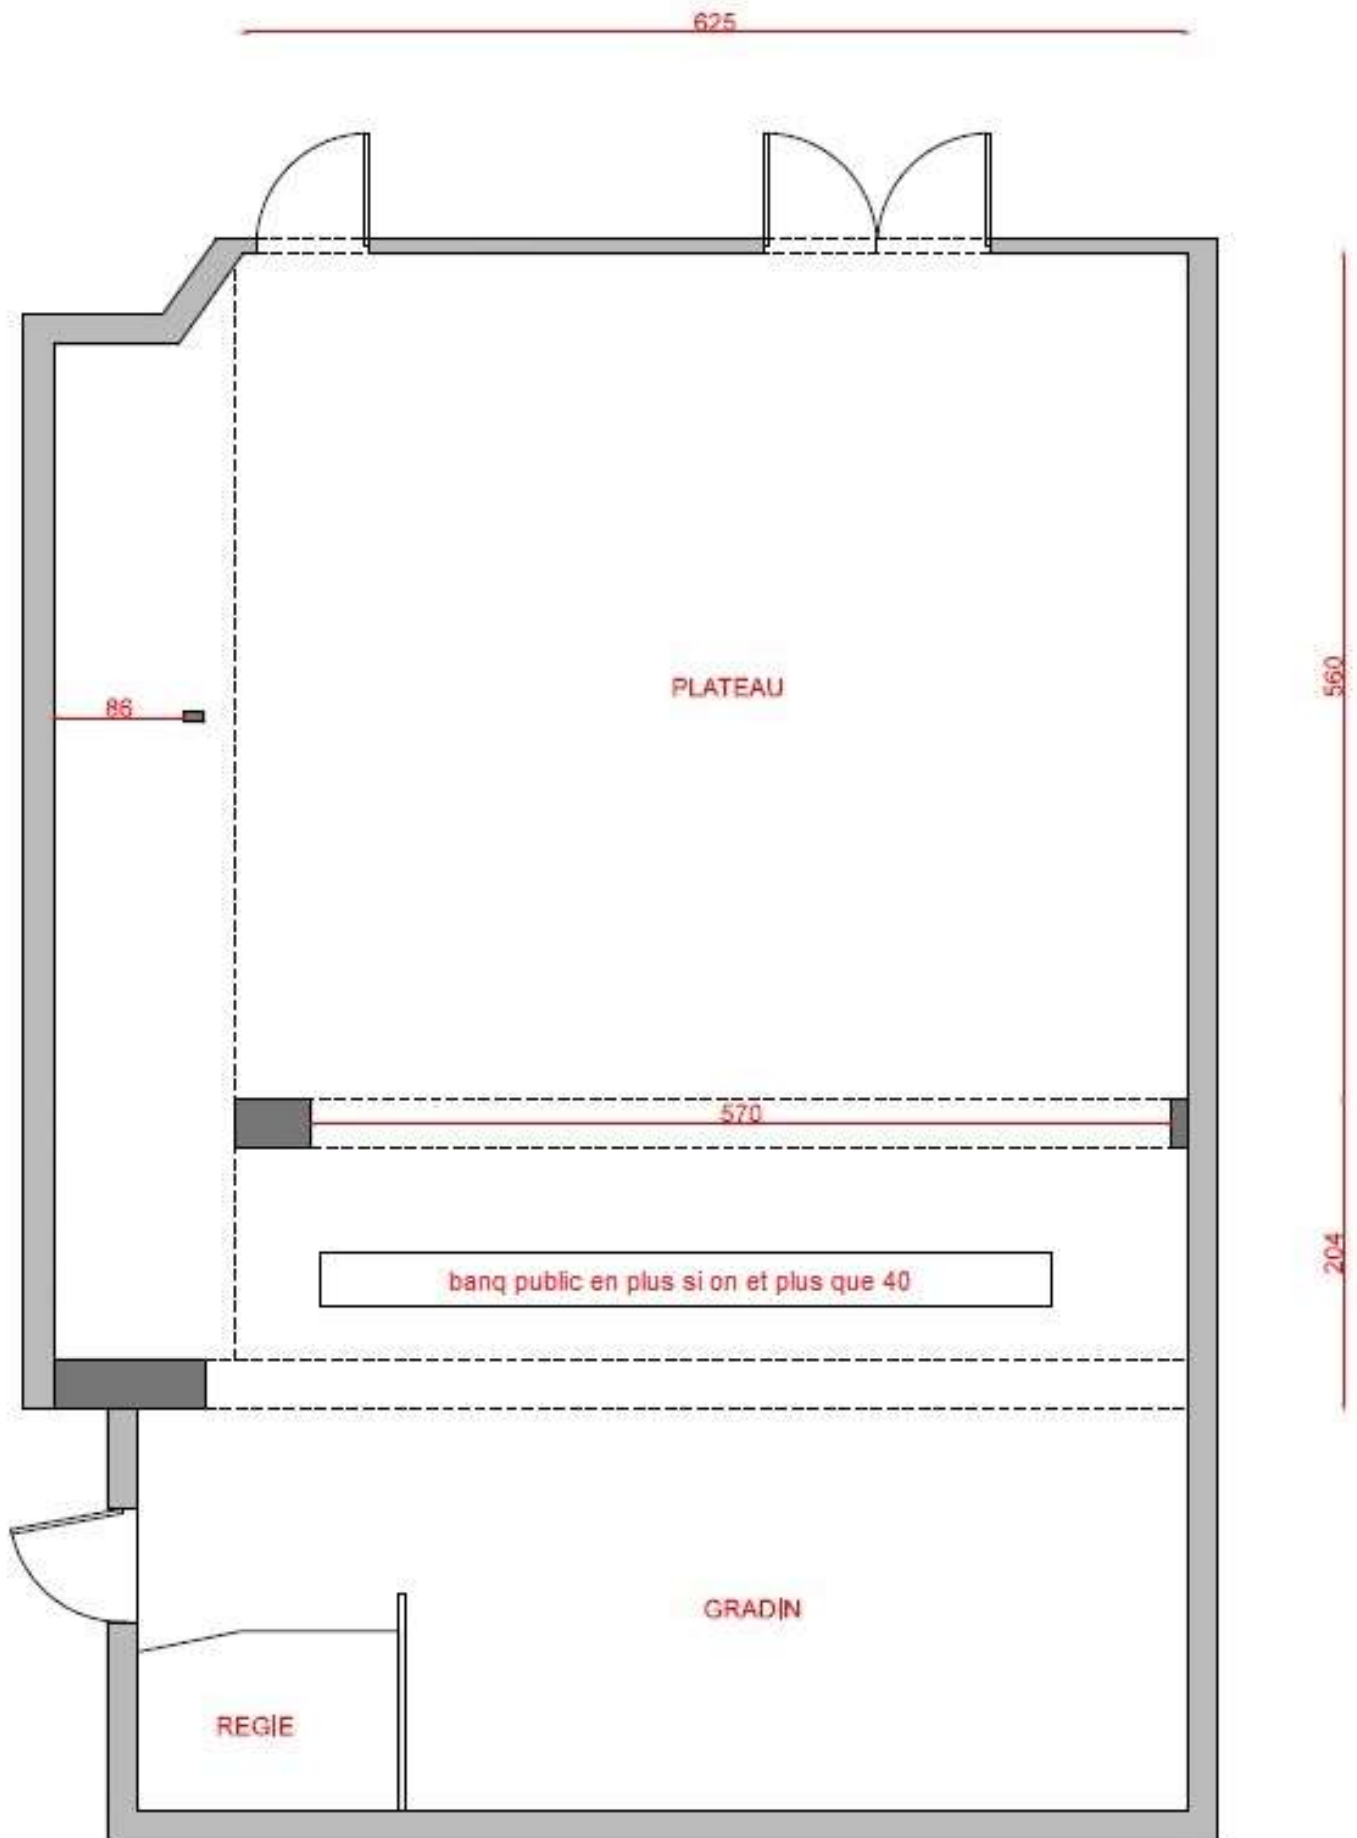 625
PLATEAU
560
86
570
204
banq public en plus si on et plus que 40
GRADIN
REGIE